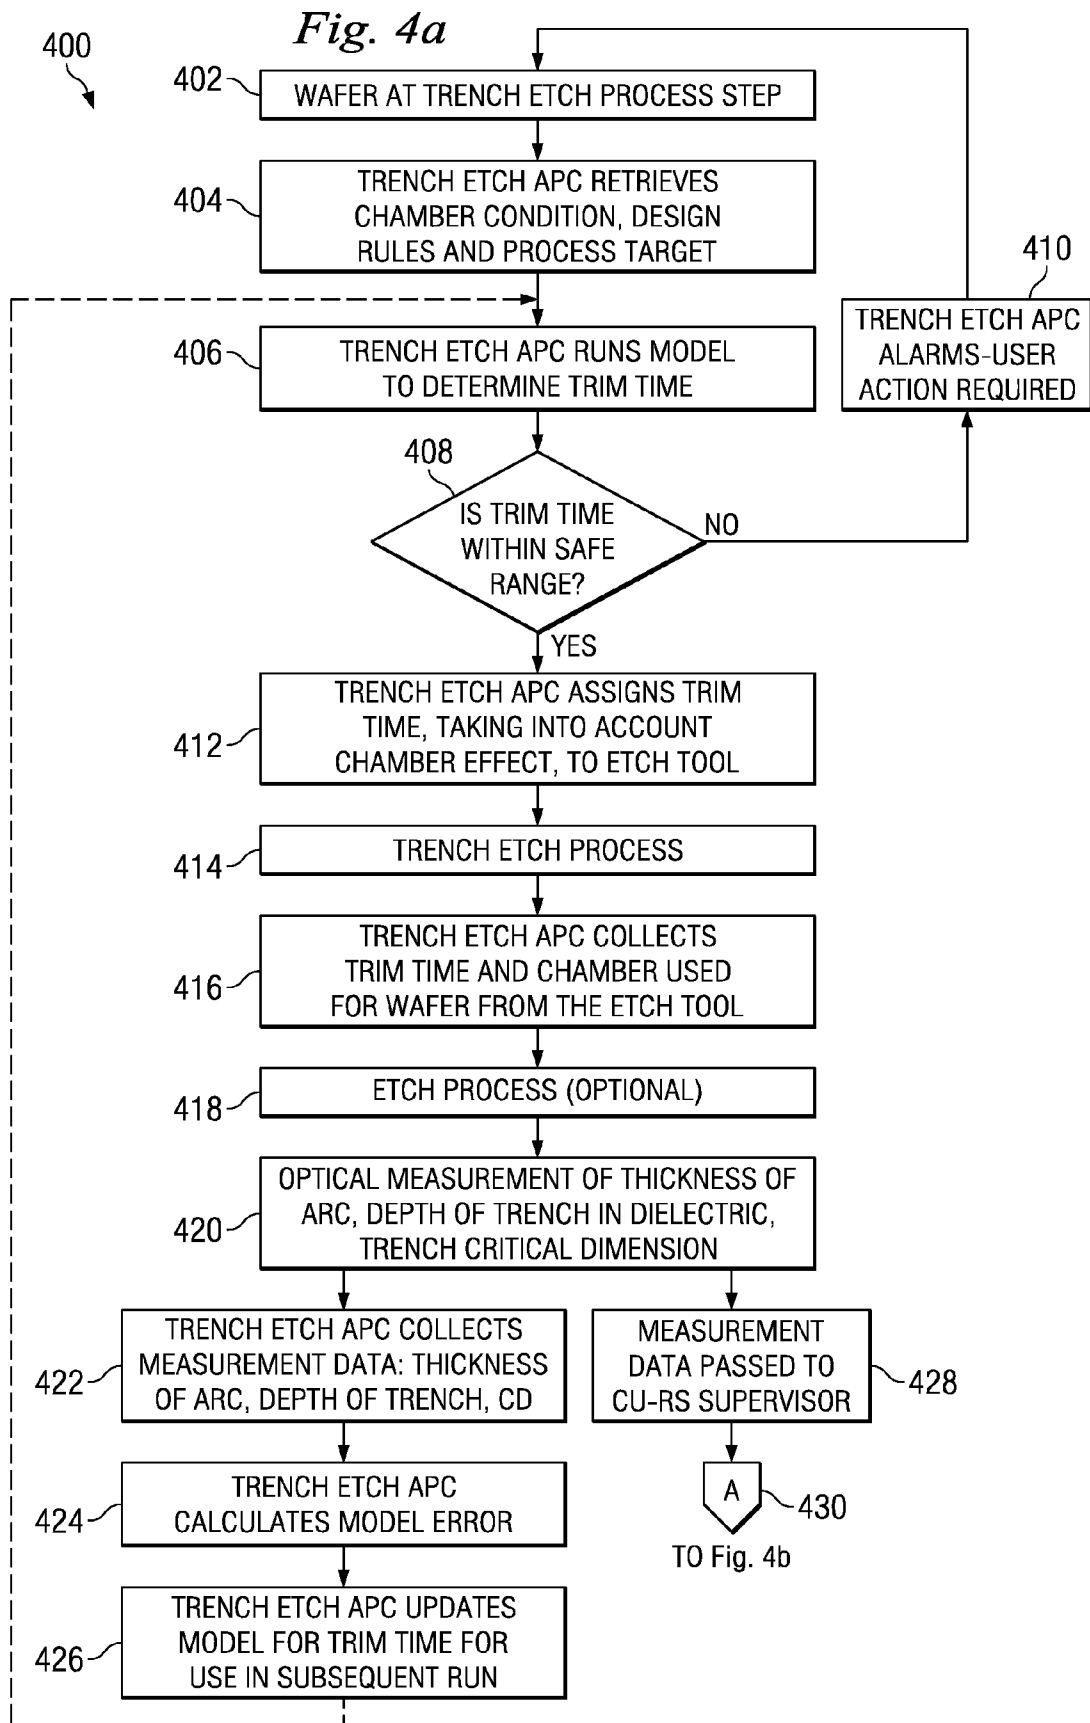 Fig. 4a
400
402
WAFER AT TRENCH ETCH PROCESS STEP
404
TRENCH ETCH APC RETRIEVES
CHAMBER CONDITION, DESIGN
RULES AND PROCESS TARGET
410
TRENCH ETCH APC
ALARMS-USER
ACTION REQUIRED
406
TRENCH ETCH APC RUNS MODEL
TO DETERMINE TRIM TIME
408
IS TRIM TIME
WITHIN SAFE
RANGE?
NO
YES
412
TRENCH ETCH APC ASSIGNS TRIM
TIME, TAKING INTO ACCOUNT
CHAMBER EFFECT, TO ETCH TOOL
414
TRENCH ETCH PROCESS
416
TRENCH ETCH APC COLLECTS
TRIM TIME AND CHAMBER USED
FOR WAFER FROM THE ETCH TOOL
418
ETCH PROCESS (OPTIONAL)
420
OPTICAL MEASUREMENT OF THICKNESS OF
ARC, DEPTH OF TRENCH IN DIELECTRIC,
TRENCH CRITICAL DIMENSION
422
TRENCH ETCH APC COLLECTS
MEASUREMENT DATA: THICKNESS
OF ARC, DEPTH OF TRENCH, CD
MEASUREMENT
DATA PASSED TO
CU-RS SUPERVISOR
428
424
TRENCH ETCH APC
CALCULATES MODEL ERROR
A
430
TO Fig. 4b
426
TRENCH ETCH APC UPDATES
MODEL FOR TRIM TIME FOR
USE IN SUBSEQUENT RUN